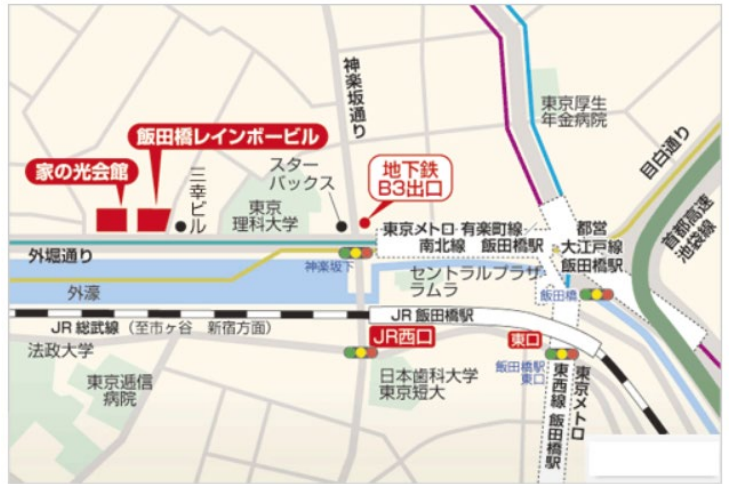 神楽坂通り
東京厚生
年金病院
目白通り
飯田橋レインボービル
家の光会館
三幸ビル
スター
バックス
地下鉄
B3出口
東京
理科大学
首都高速
池袋線
東京メトロ 有楽町線
南北線 飯田橋駅
都営
大江戸線
飯田橋駅
外堀通り
神楽坂下
セントラルプラザ
ラムラ
外濠
飯田橋
JR 飯田橋駅
JR 総武線（至市ヶ谷 新宿方面）
JR西口
東口
法政大学
東京逓信
病院
日本歯科大学
東京短大
飯田橋駅
東口
東京メトロ
東西線 飯田橋駅